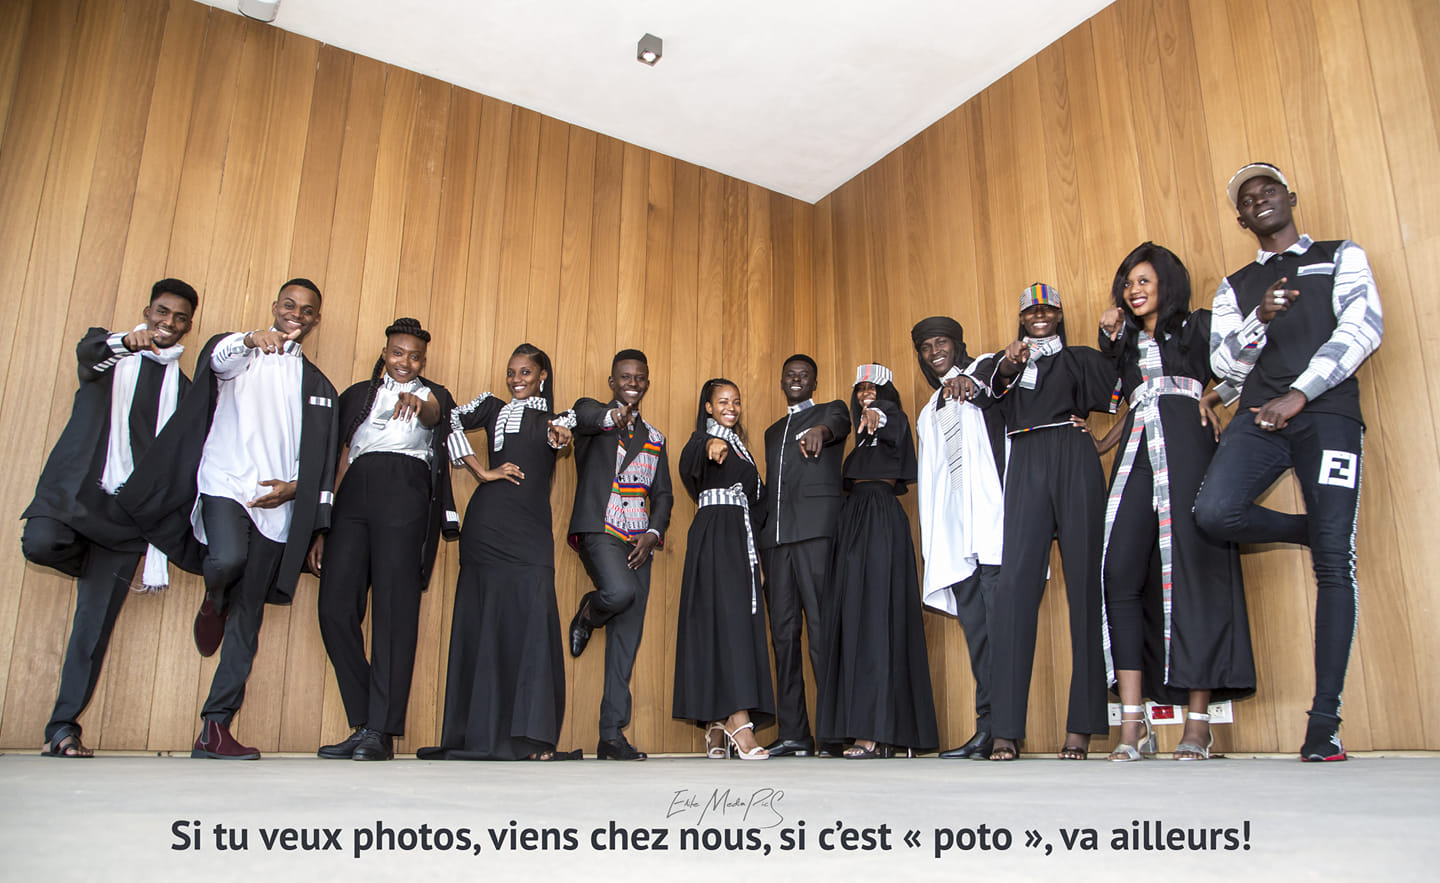 Elite Media Pics
Si tu veux photos, viens chez nous, si c’est « poto », va ailleurs!